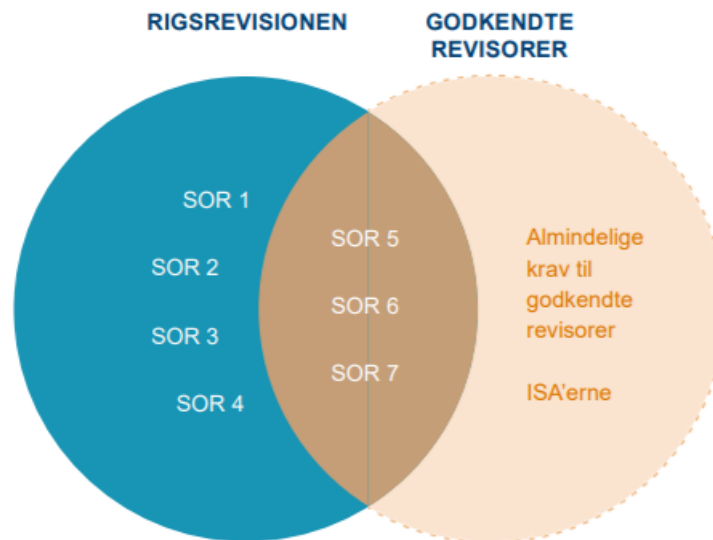 RIGSREVISIONEN
GODKENDTE
REVISORER
SOR 1
SOR 2
SOR 3
SOR 4
SOR 5
SOR 6
SOR 7
Almindelige
krav til
godkendte
revisorer
ISA'erne